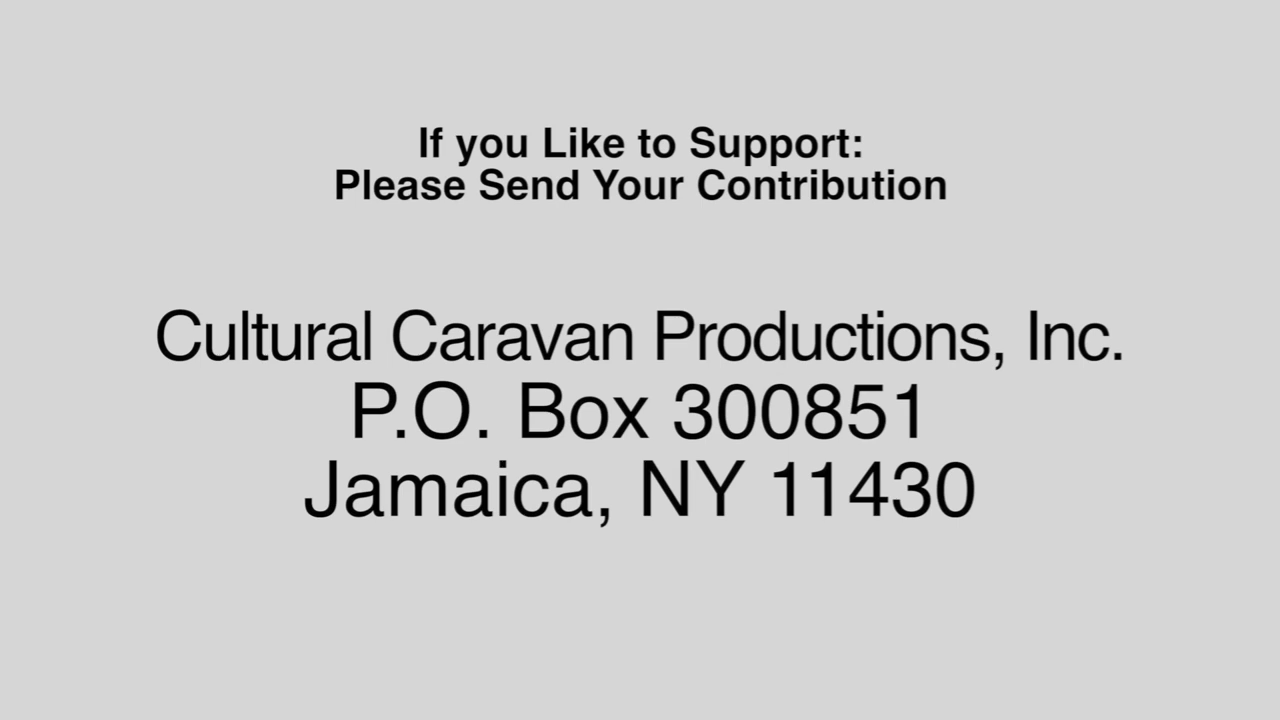 If you Like to Support:
Please Send Your Contribution
Cultural Caravan Productions, Inc.
P.O. Box 300851
Jamaica, NY 11430